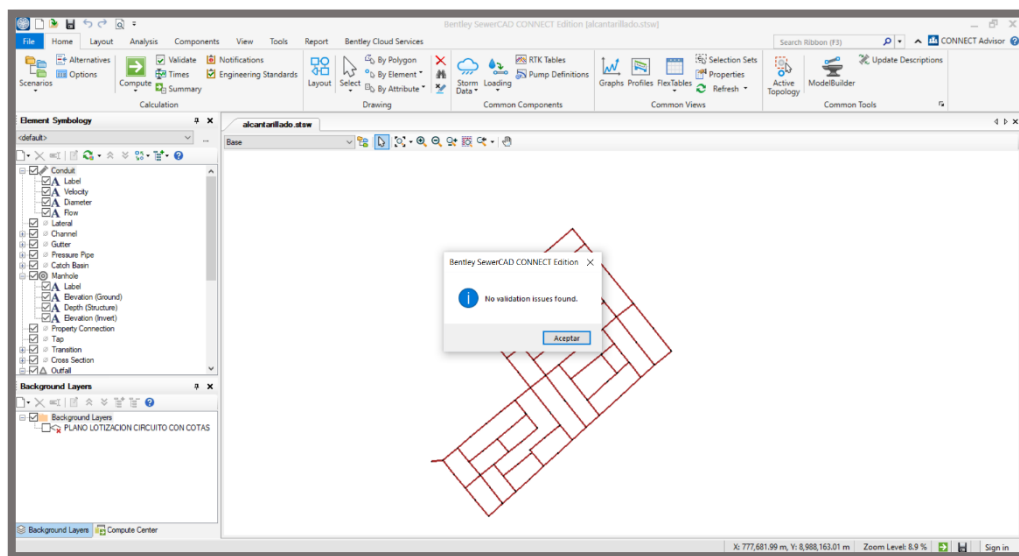 Bentley SewerCAD CONNECT Edition [alcantarillado.stsw]
File Home Layout Analysis Components View Tools Report Bentley Cloud Services Search Ribbon (F3) CONNECT Advisor
Scenarios
Alternatives
Options
Compute
Validate
Times
Summary
Notifications
Engineering Standards
Calculation
Layout
Select
By Polygon
By Element
By Attribute
Drawing
Storm Data
Loading
RTK Tables
Pump Definitions
Common Components
Graphs Profiles FlexTables
Selection Sets
Properties
Refresh
Common Views
Active Topology
ModelBuilder
Update Descriptions
Common Tools
Element Symbology
<default>
Conduit
Label
Velocity
Diameter
Flow
Lateral
Channel
Gutter
Pressure Pipe
Catch Basin
Manhole
Label
Elevation (Ground)
Depth (Structure)
Elevation (Invert)
Property Connection
Tap
Transition
Cross Section
Outfall
Background Layers
Background Layers
PLANO LOTIZACION CIRCUITO CON COTAS
Background Layers Compute Center
alcantarillado.stsw
Base
Bentley SewerCAD CONNECT Edition
No validation issues found.
Aceptar
X: 777,681.99 m, Y: 8,988,163.01 m Zoom Level: 8.9 % Sign in